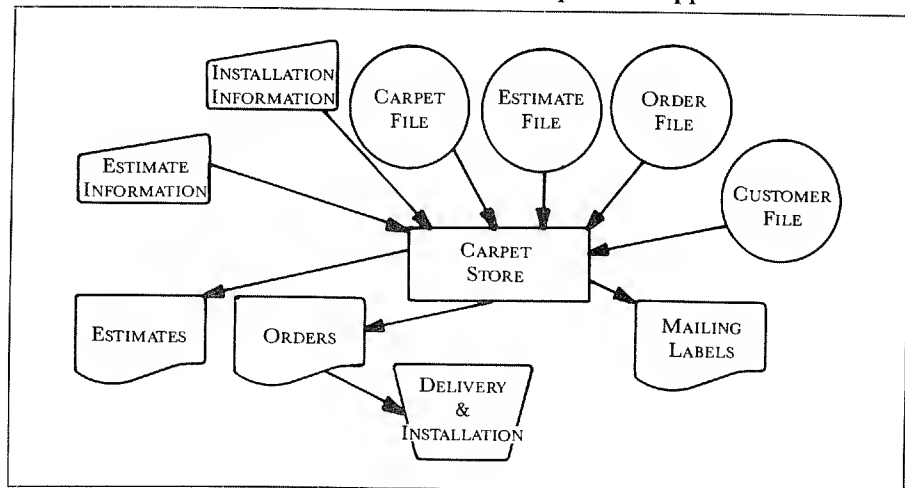 INSTALLATION
INFORMATION
CARPET
FILE
ESTIMATE
FILE
ORDER
FILE
ESTIMATE
INFORMATION
CUSTOMER
FILE
CARPET
STORE
ESTIMATES
ORDERS
MAILING
LABELS
DELIVERY
&
INSTALLATION